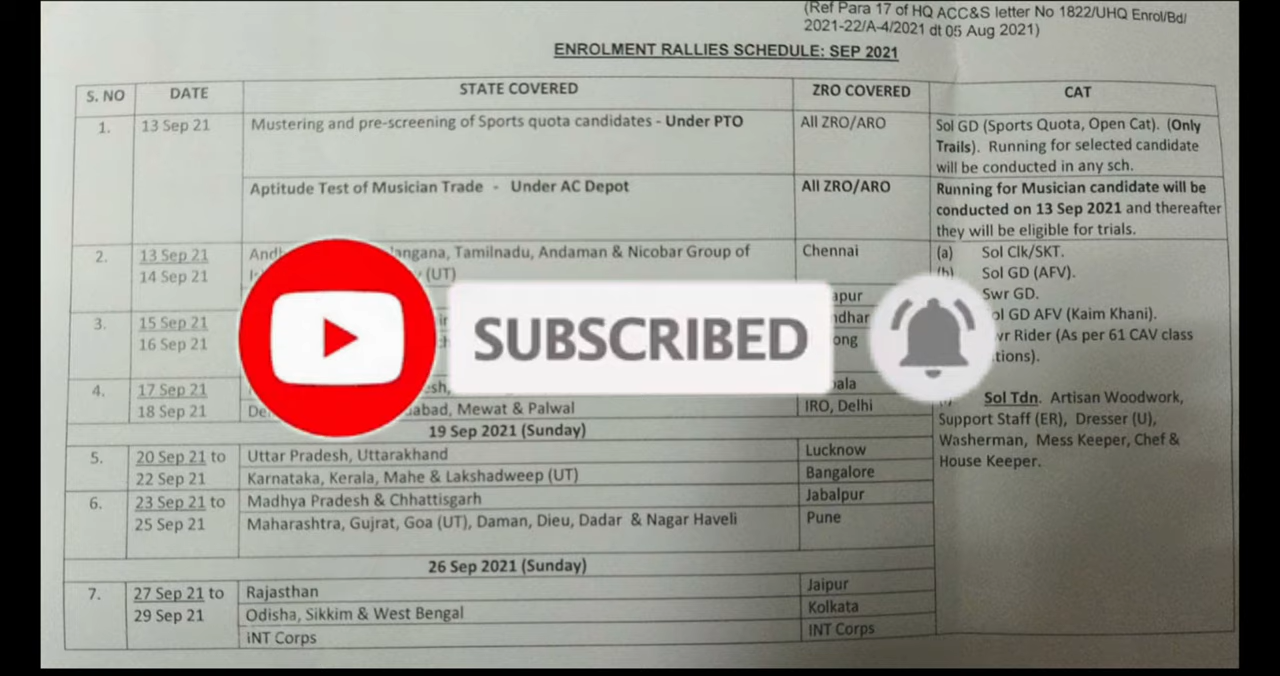 (Ref Para 17 of HQ ACC&S letter No 1822/UHQ Enrol/Bd/
2021-22/A-4/2021 dt 05 Aug 2021)
ENROLMENT RALLIES SCHEDULE: SEP 2021
S. NO DATE STATE COVERED ZRO COVERED CAT
1. 13 Sep 21 Mustering and pre-screening of Sports quota candidates - Under PTO All ZRO/ARO Sol GD (Sports Quota, Open Cat). (Only
Trails). Running for selected candidate
will be conducted in any sch.
Aptitude Test of Musician Trade - Under AC Depot All ZRO/ARO Running for Musician candidate will be
conducted on 13 Sep 2021 and thereafter
they will be eligible for trials.
2. 13 Sep 21 Tamilnadu, Andaman & Nicobar Group of Chennai (a) Sol Clk/SKT.
14 Sep 21 (UT) (b) Sol GD (AFV).
Swr GD.
3. 15 Sep 21 GD AFV (Kaim Khani).
16 Sep 21 Rider (As per 61 CAV class
SUBSCRIBED
4. 17 Sep 21
Sol Tdn. Artisan Woodwork,
18 Sep 21 Mewat & Palwal IRO, Delhi Support Staff (ER), Dresser (U),
19 Sep 2021 (Sunday) Washerman, Mess Keeper, Chef &
5. 20 Sep 21 to Uttar Pradesh, Uttarakhand Lucknow House Keeper.
22 Sep 21 Karnataka, Kerala, Mahe & Lakshadweep (UT) Bangalore
6. 23 Sep 21 to Madhya Pradesh & Chhattisgarh Jabalpur
25 Sep 21 Maharashtra, Gujrat, Goa (UT), Daman, Dieu, Dadar & Nagar Haveli Pune
26 Sep 2021 (Sunday)
7. 27 Sep 21 to Rajasthan Jaipur
29 Sep 21 Odisha, Sikkim & West Bengal Kolkata
iNT Corps INT Corps